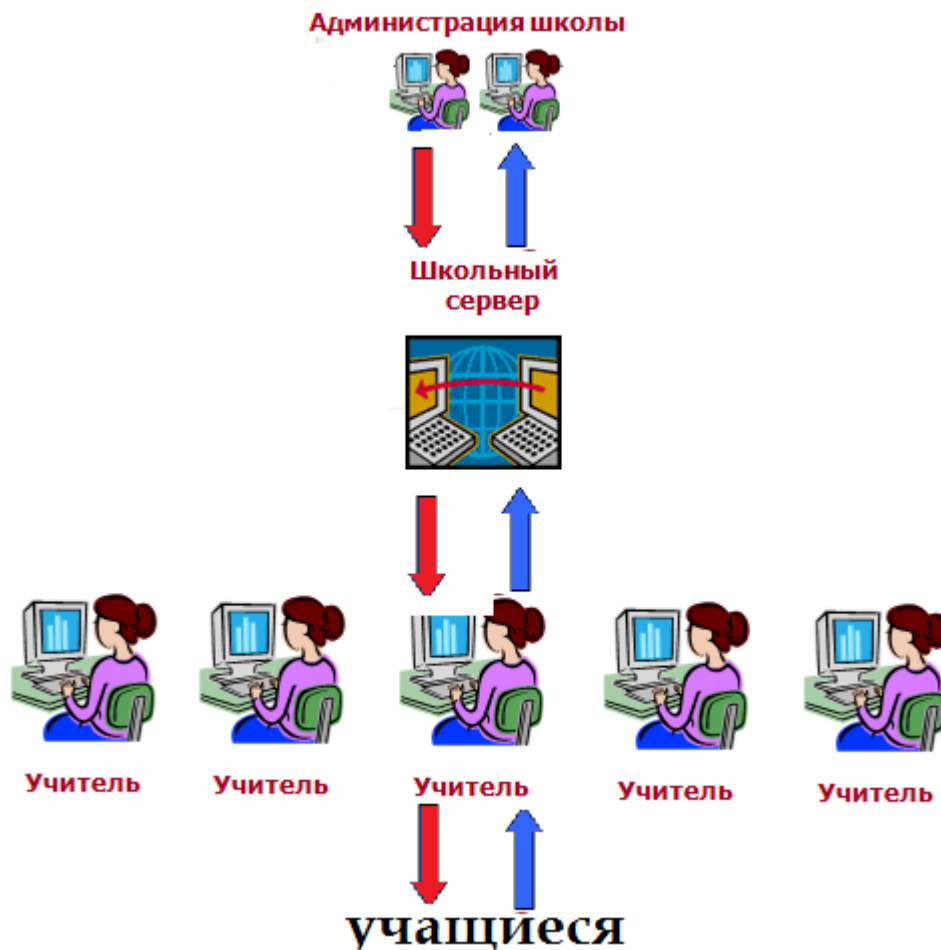 Администрация школы
Школьный
сервер
Учитель
Учитель
Учитель
Учитель
Учитель
учащиеся